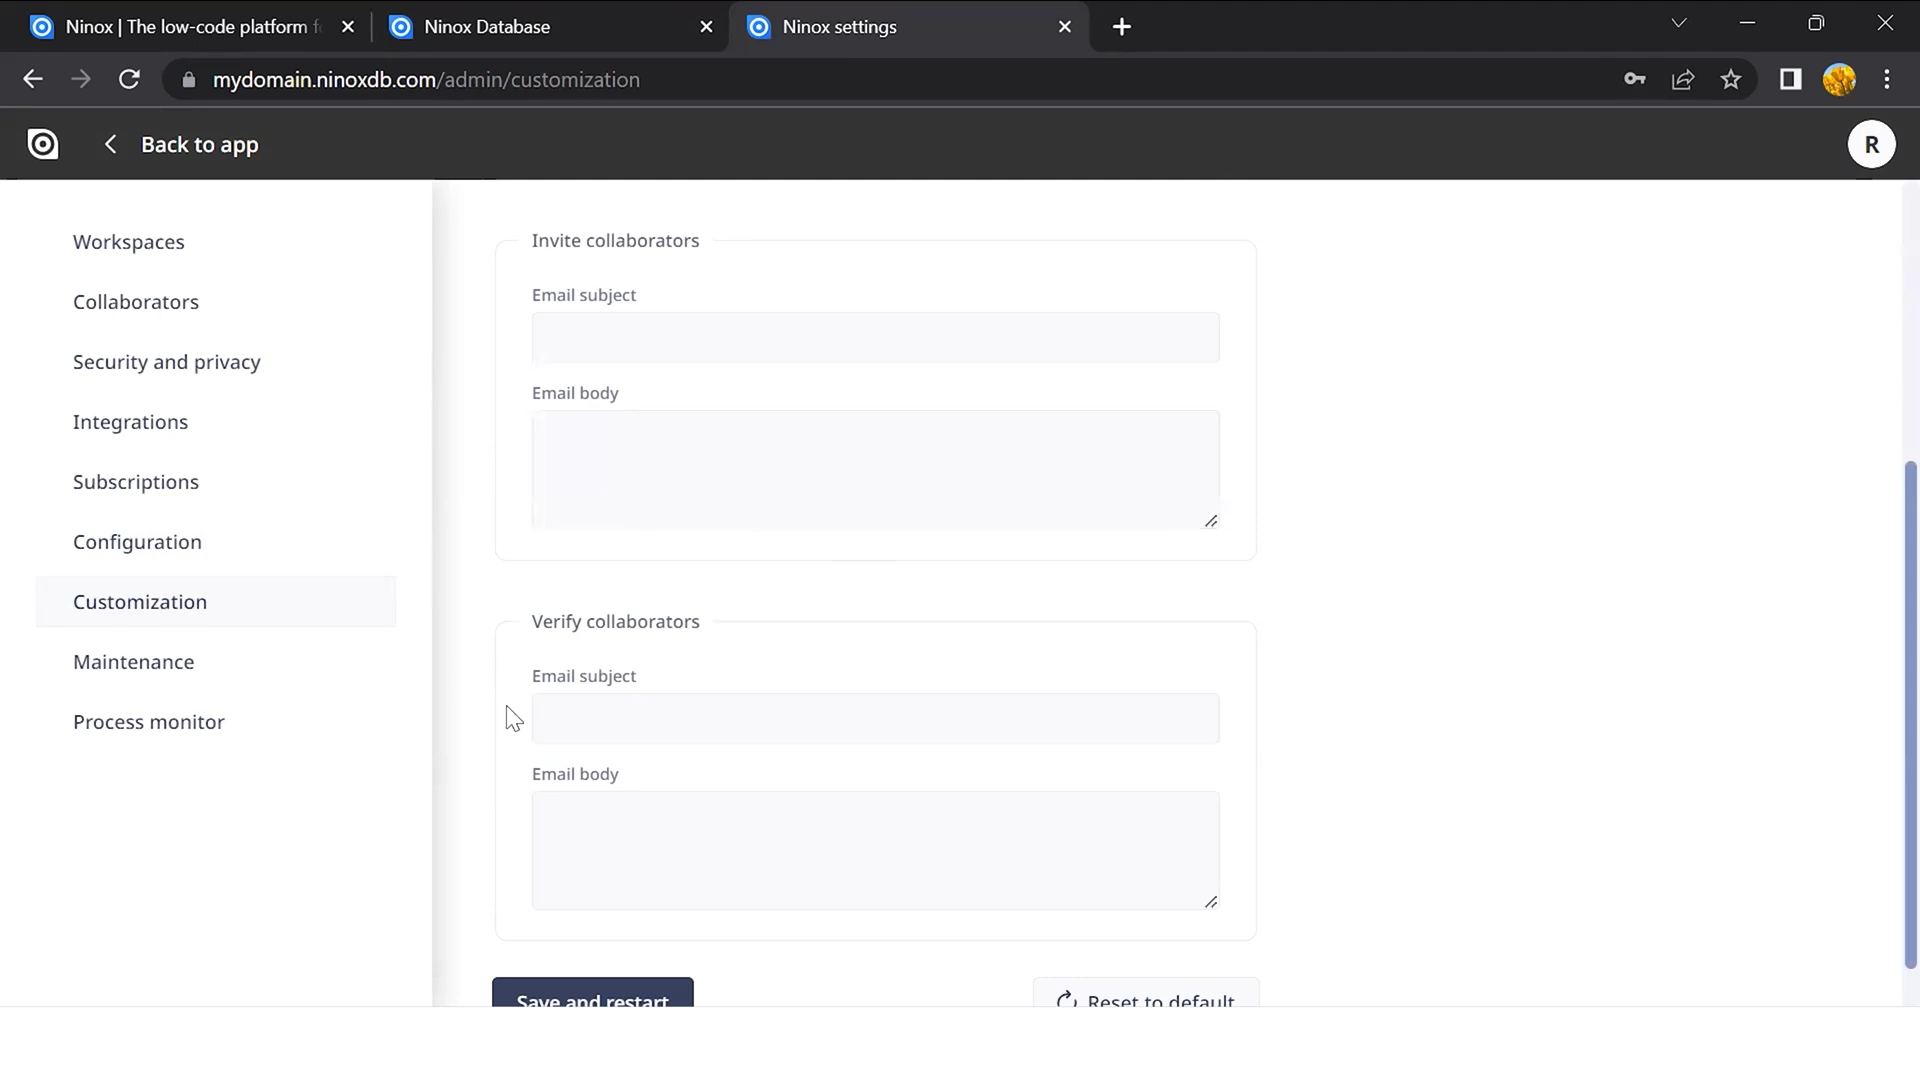 Ninox | The low-code platform f
Ninox Database
Ninox settings
mydomain.ninoxdb.com/admin/customization
Back to app
R
Workspaces
Collaborators
Security and privacy
Integrations
Subscriptions
Configuration
Customization
Maintenance
Process monitor
Invite collaborators
Email subject
Email body
Verify collaborators
Email subject
Email body
Save and restart
Reset to default